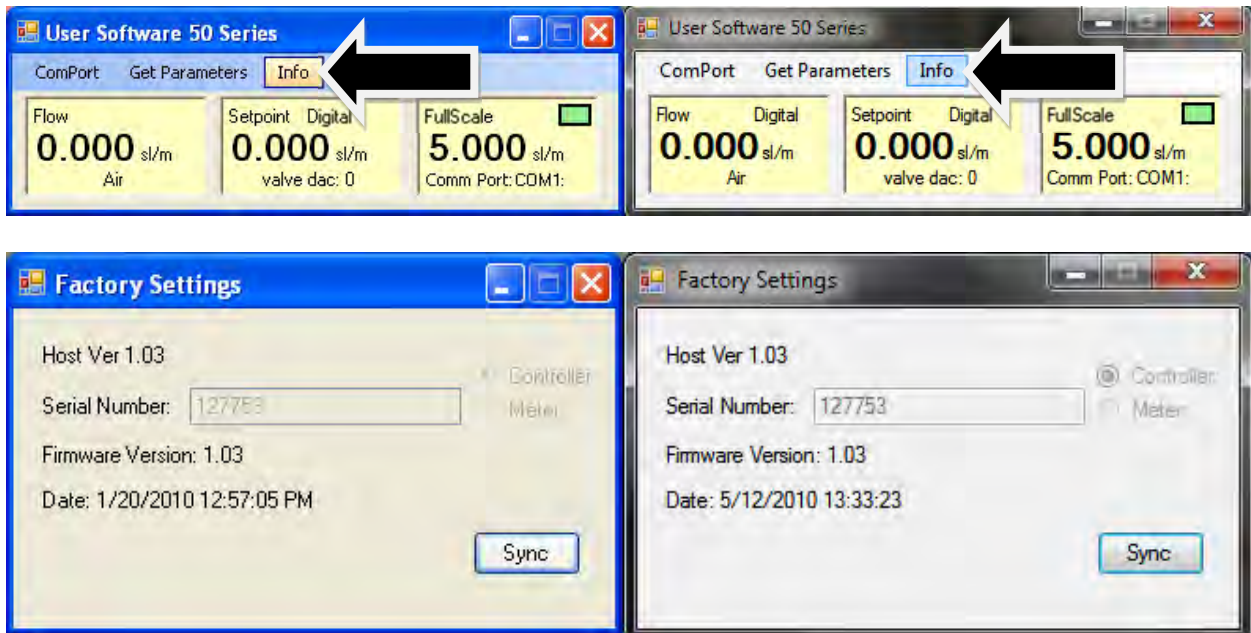 User Software 50 Series
ComPort Get Parameters Info
Flow Setpoint Digital FullScale
0.000 sl/m 0.000 sl/m 5.000 sl/m
Air valve dac: 0 Comm Port: COM1:
User Software 50 Series
ComPort Get Parameters Info
Flow Digital Setpoint Digital FullScale
0.000 sl/m 0.000 sl/m 5.000 sl/m
Air valve dac: 0 Comm Port: COM1:
Factory Settings
Host Ver 1.03
Controller
Serial Number: 127753 Meter
Firmware Version: 1.03
Date: 1/20/2010 12:57:05 PM
Sync
Factory Settings
Host Ver 1.03
Controller
Serial Number: 127753 Meter
Firmware Version: 1.03
Date: 5/12/2010 13:33:23
Sync